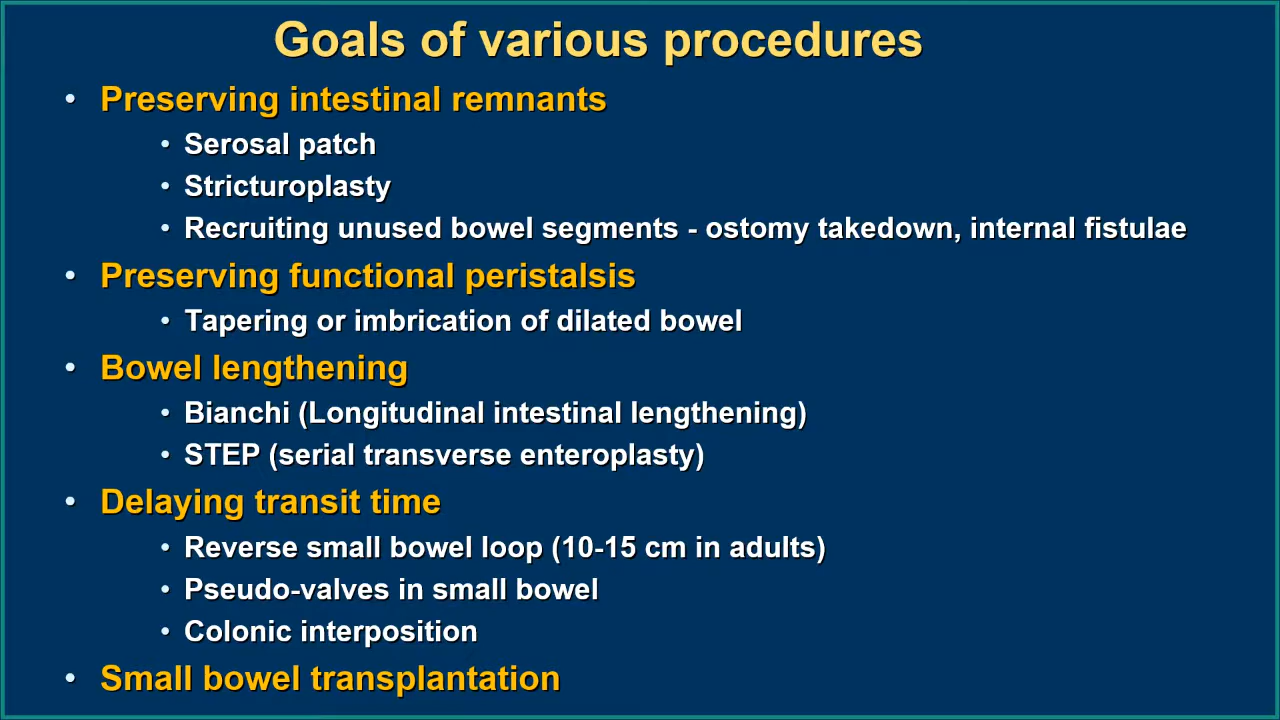 Goals of various procedures
• Preserving intestinal remnants
• Serosal patch
• Stricturoplasty
• Recruiting unused bowel segments - ostomy takedown, internal fistulae
• Preserving functional peristalsis
• Tapering or imbrication of dilated bowel
• Bowel lengthening
• Bianchi (Longitudinal intestinal lengthening)
• STEP (serial transverse enteroplasty)
• Delaying transit time
• Reverse small bowel loop (10-15 cm in adults)
• Pseudo-valves in small bowel
• Colonic interposition
• Small bowel transplantation